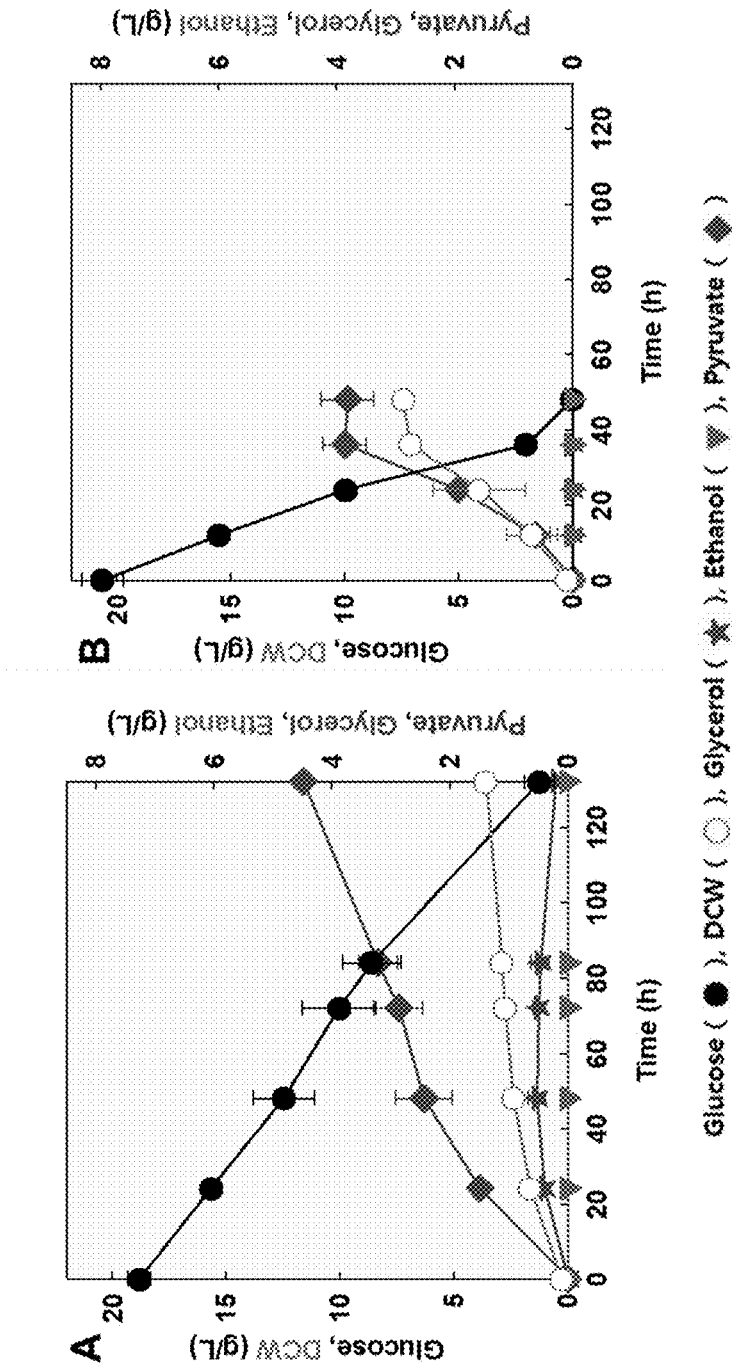 A
Glucose, DCW (g/L)
20
15
10
5
0
Pyruvate, Glycerol, Ethanol (g/L)
8
6
4
2
0
0 20 40 60 80 100 120
Time (h)
B
Glucose, DCW (g/L)
20
15
10
5
0
Pyruvate, Glycerol, Ethanol (g/L)
8
6
4
2
0
0 20 40 60 80 100 120
Time (h)
Glucose ( ), DCW ( ), Glycerol ( ), Ethanol ( ), Pyruvate ( )